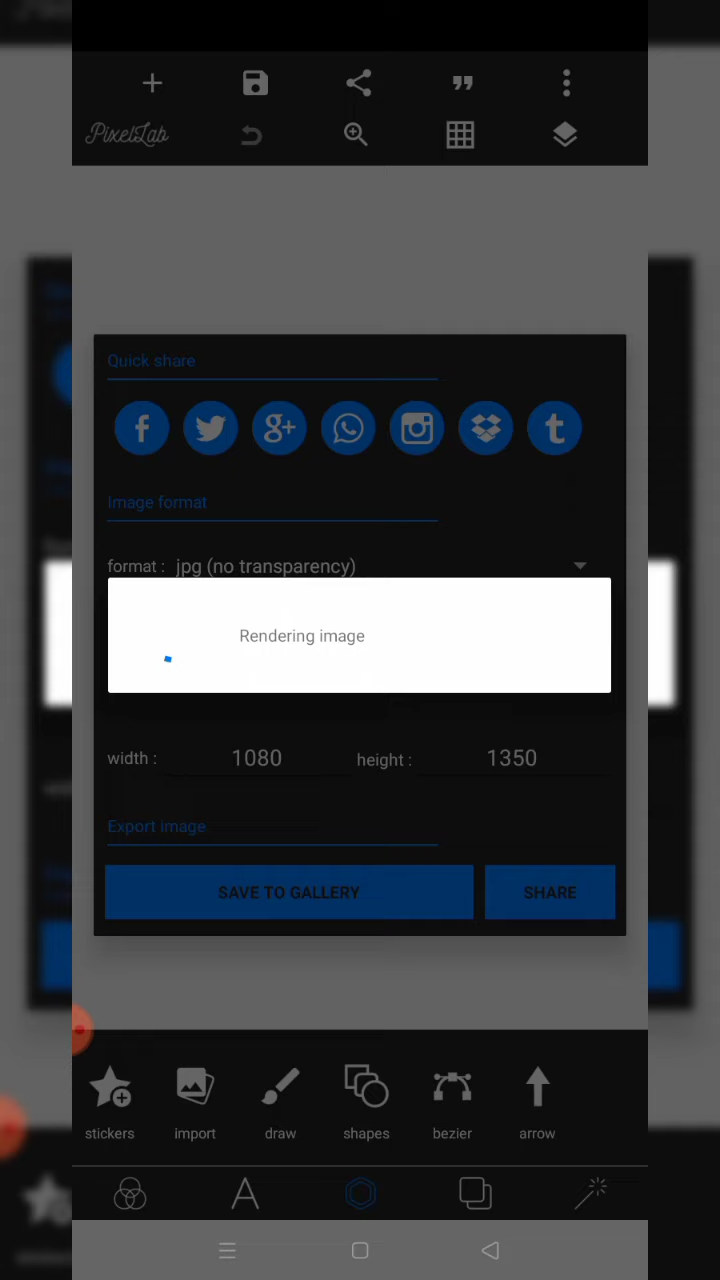 PixelLab
Quick share
Image format
format : jpg (no transparency)
Rendering image
width : 1080 height : 1350
Export image
SAVE TO GALLERY SHARE
stickers import draw shapes bezier arrow